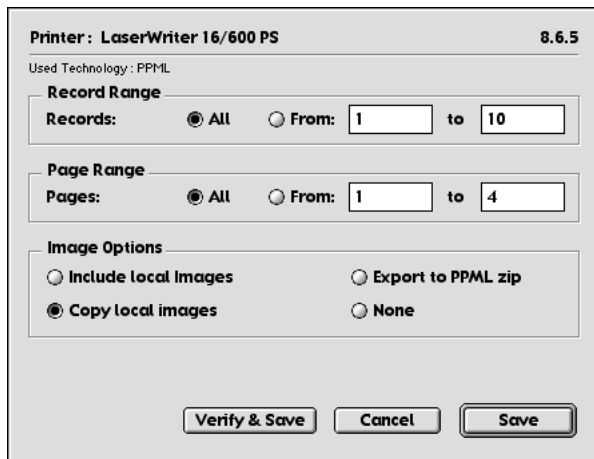 Printer: LaserWriter 16/600 PS 8.6.5
Used Technology: PPML
Record Range
Records: All From: 1 to 10
Page Range
Pages: All From: 1 to 4
Image Options
Include local Images Export to PPML zip
Copy local images None
Verify & Save Cancel Save